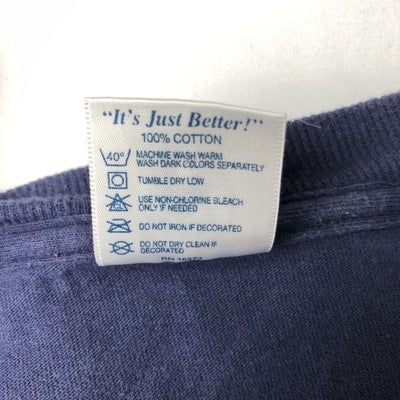 "It's Just Better!"
100% COTTON
40° MACHINE WASH WARM
WASH DARK COLORS SEPARATELY
TUMBLE DRY LOW
USE NON-CHLORINE BLEACH
ONLY IF NEEDED
DO NOT IRON IF DECORATED
DO NOT DRY CLEAN IF
DECORATED